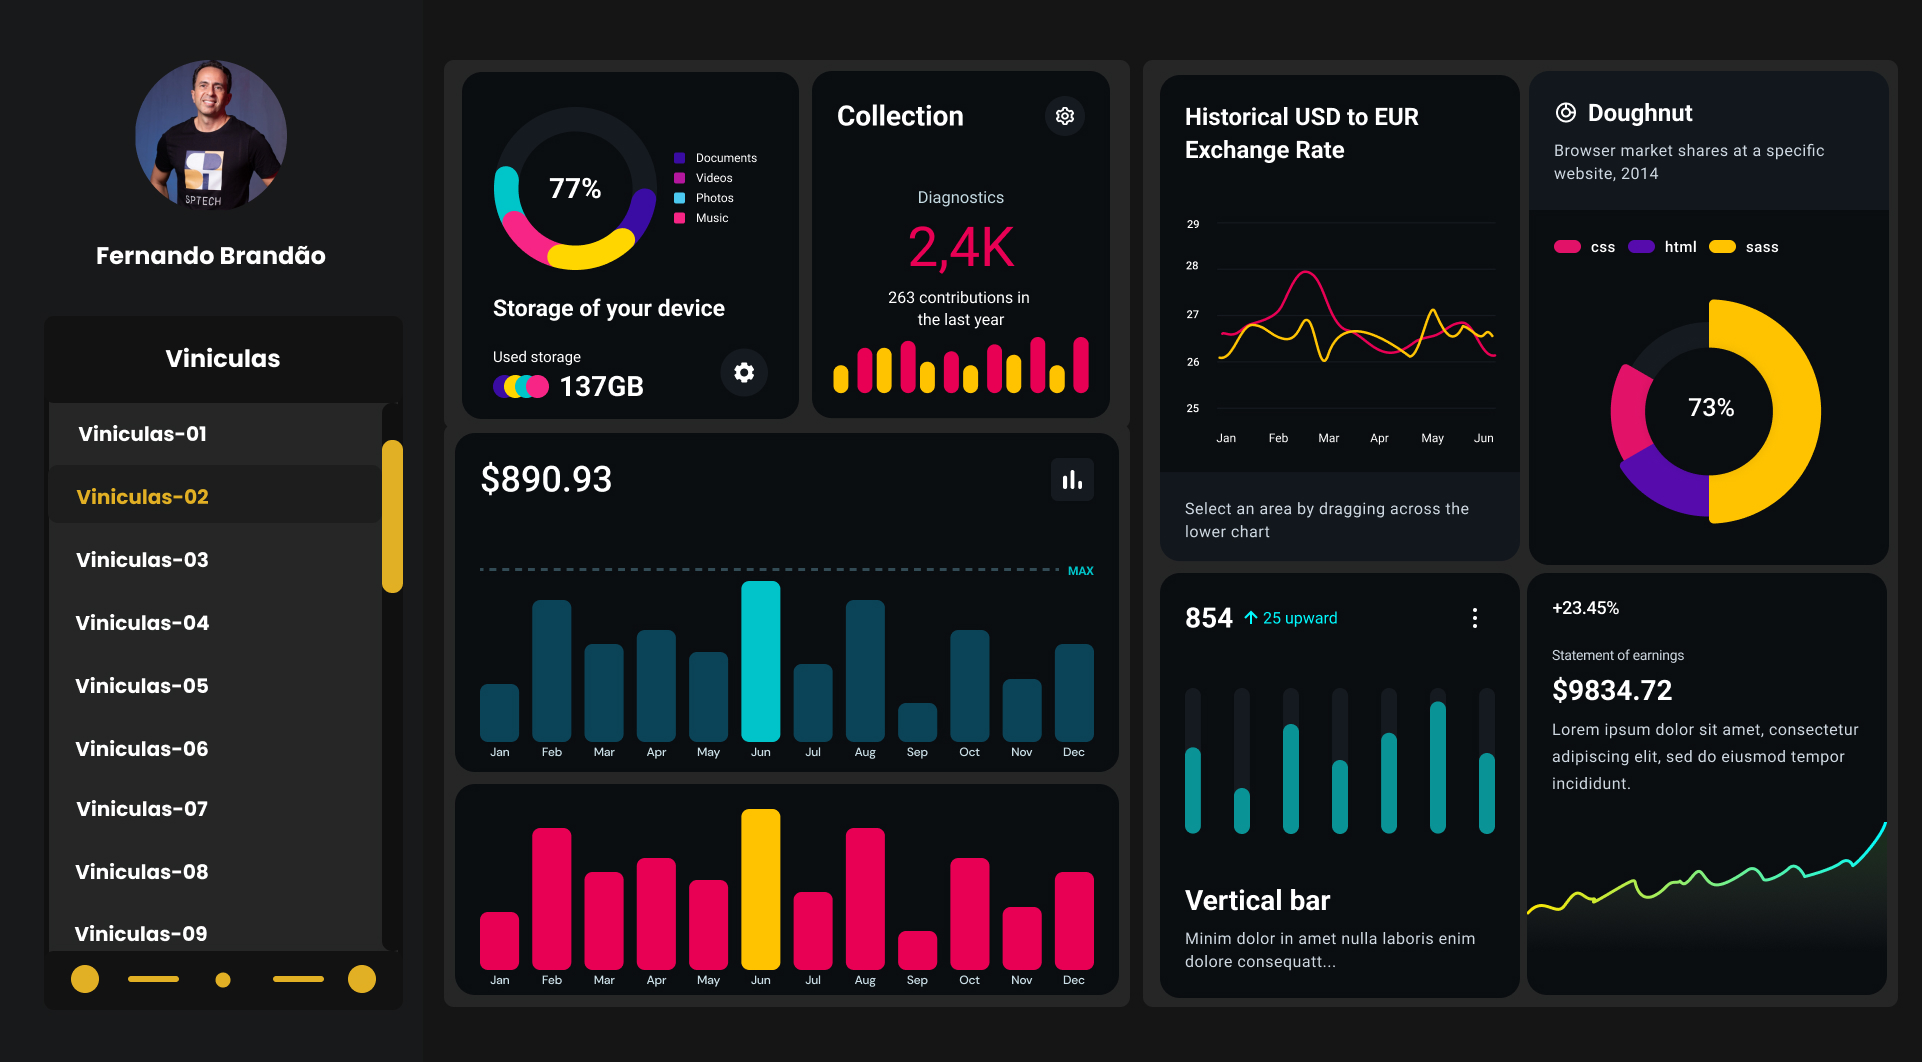 SPTECH
Fernando Brandão
Viniculas
Viniculas-01
Viniculas-02
Viniculas-03
Viniculas-04
Viniculas-05
Viniculas-06
Viniculas-07
Viniculas-08
Viniculas-09
77%
Documents
Videos
Photos
Music
Storage of your device
Used storage
137GB
Collection
Diagnostics
2,4K
263 contributions in
the last year
$890.93
MAX
Jan Feb Mar Apr May Jun Jul Aug Sep Oct Nov Dec
Jan Feb Mar Apr May Jun Jul Aug Sep Oct Nov Dec
Historical USD to EUR
Exchange Rate
29
28
27
26
25
Jan Feb Mar Apr May Jun
Select an area by dragging across the
lower chart
Doughnut
Browser market shares at a specific
website, 2014
css html sass
73%
854 25 upward
Vertical bar
Minim dolor in amet nulla laboris enim
dolore consequatt...
+23.45%
Statement of earnings
$9834.72
Lorem ipsum dolor sit amet, consectetur
adipiscing elit, sed do eiusmod tempor
incididunt.